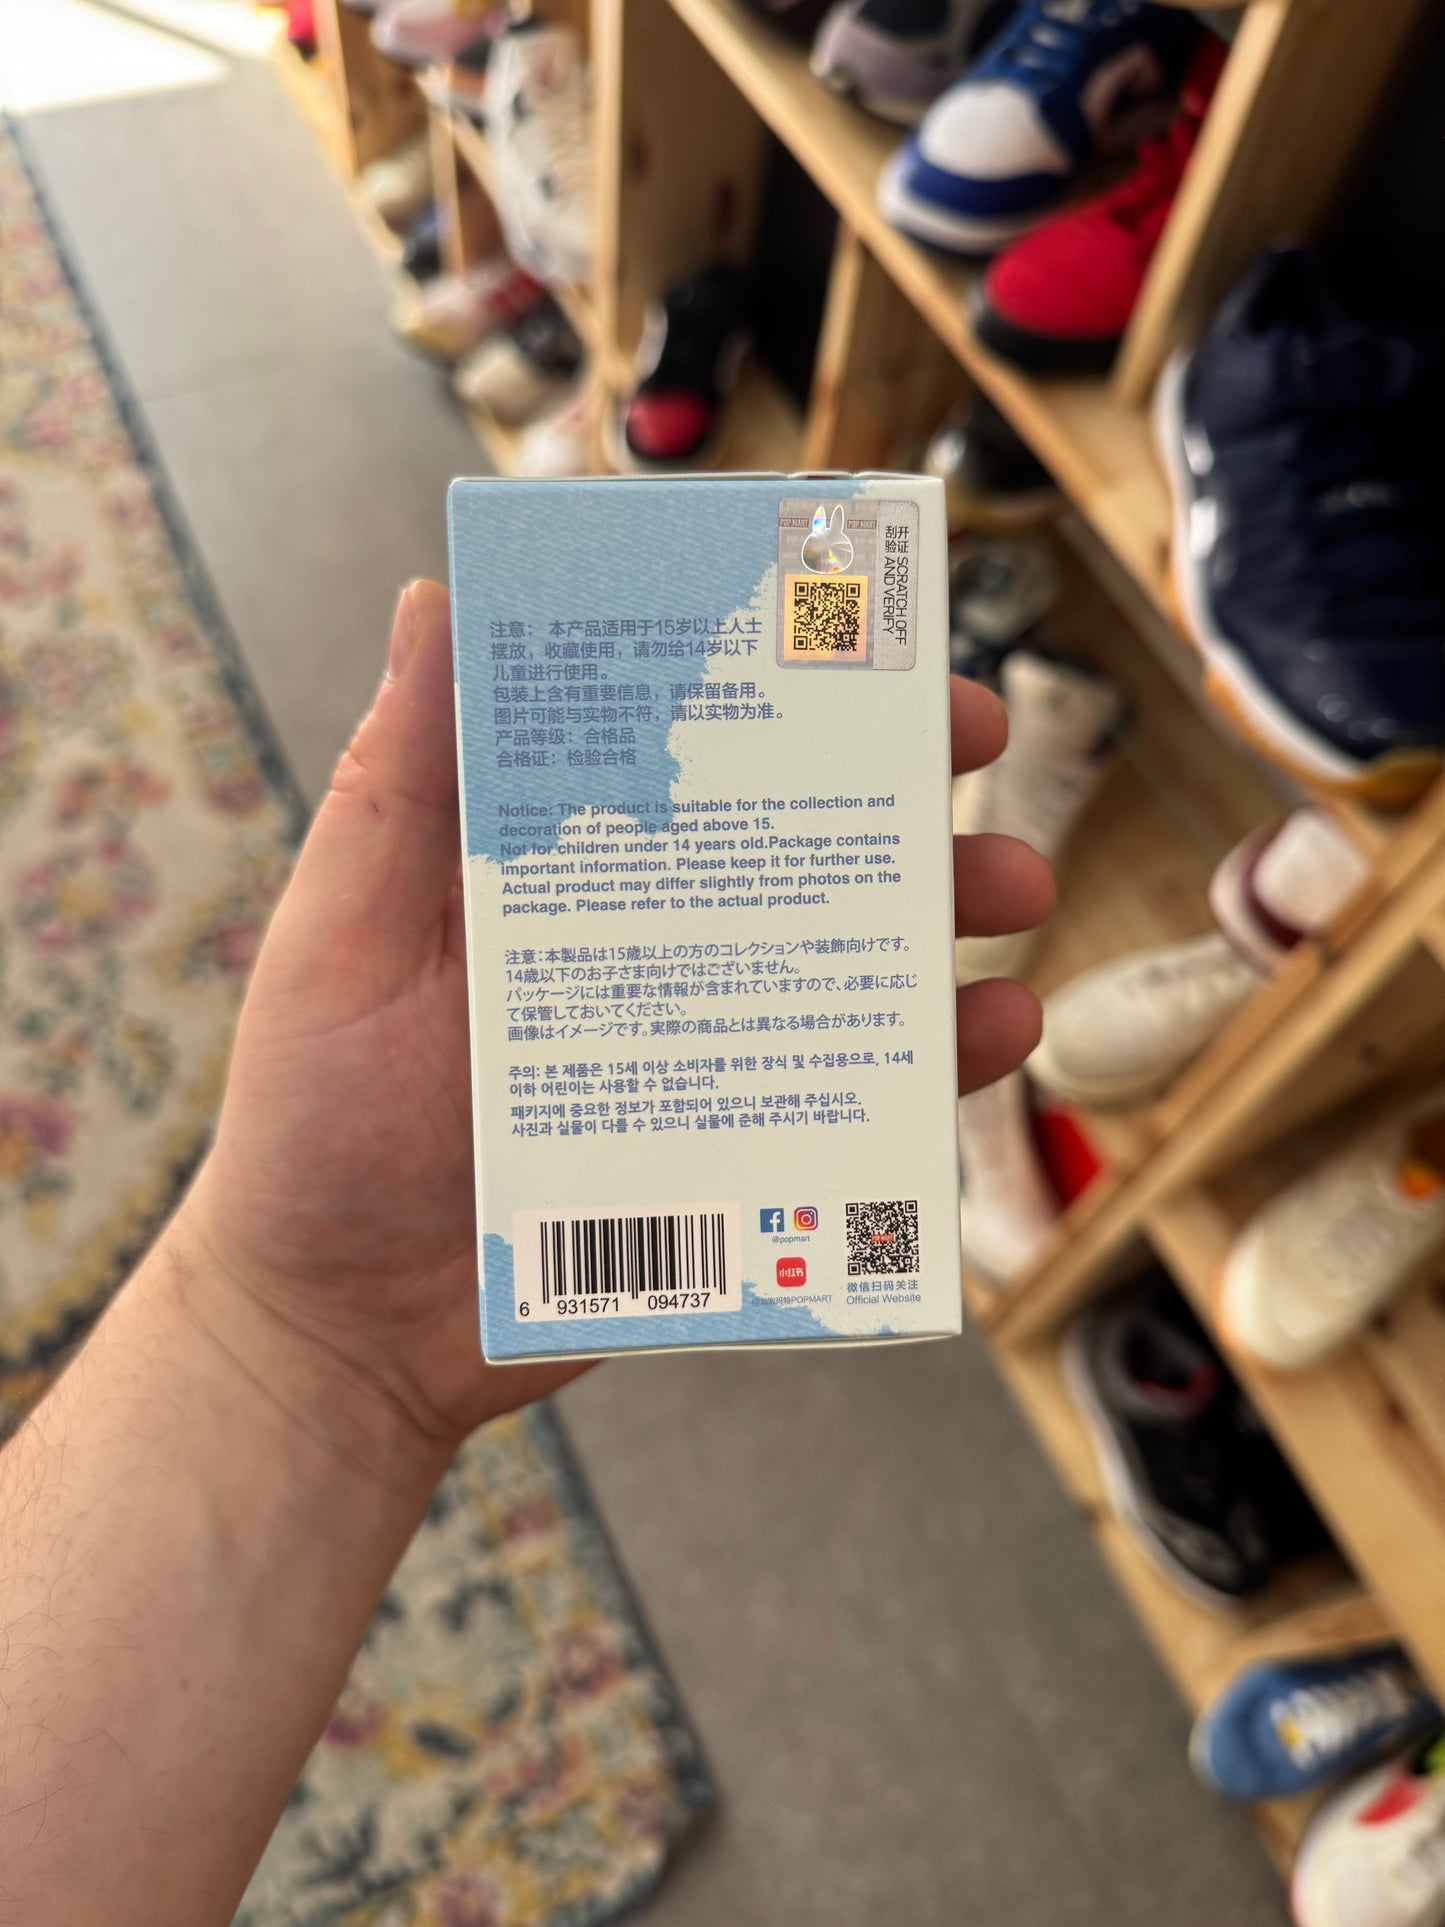 POP MART
POP MART
刮开
验证 SCRATCH OFF
AND VERIFY
注意： 本产品适用于15岁以上人士
摆放，收藏使用，请勿给14岁以下
儿童进行使用。
包装上含有重要信息，请保留备用。
图片可能与实物不符，请以实物为准。
产品等级：合格品
合格证：检验合格
Notice: The product is suitable for the collection and
decoration of people aged above 15.
Not for children under 14 years old.Package contains
important information. Please keep it for further use.
Actual product may differ slightly from photos on the
package. Please refer to the actual product.
注意：本製品は15歳以上の方のコレクションや装飾向けです。
14歳以下のお子さま向けではございません。
パッケージには重要な情報が含まれていますので、必要に応じ
て保管しておいてください。
画像はイメージです。実際の商品とは異なる場合があります。
주의: 본 제품은 15세 이상 소비자를 위한 장식 및 수집용으로, 14세
이하 어린이는 사용할 수 없습니다.
패키지에 중요한 정보가 포함되어 있으니 보관해 주십시오.
사진과 실물이 다를 수 있으니 실물에 준해 주시기 바랍니다.
6 931571 094737
@popmart
小红书
POPMART
POP MART
微信扫码关注
Official Website